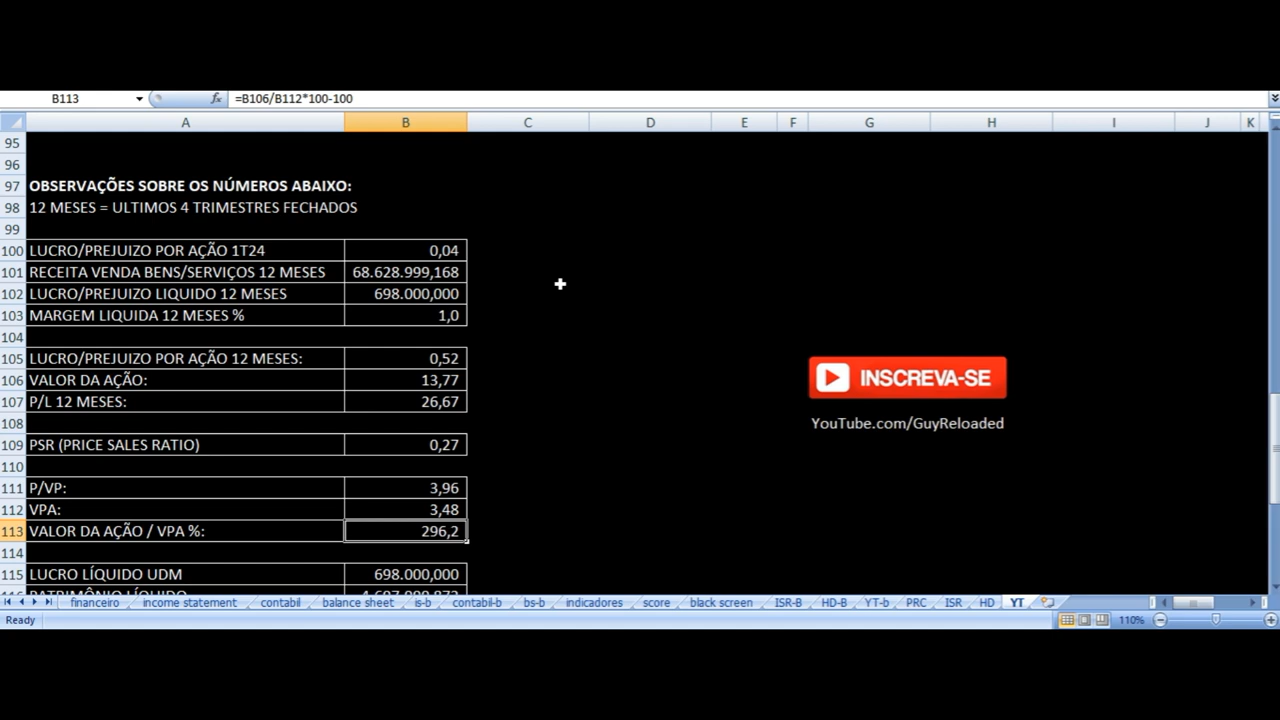 B113 fx =B106/B112*100-100
A B C D E F G H I J K
95
96
97 OBSERVAÇÕES SOBRE OS NÚMEROS ABAIXO:
98 12 MESES = ULTIMOS 4 TRIMESTRES FECHADOS
99
100 LUCRO/PREJUIZO POR AÇÃO 1T24 0,04
101 RECEITA VENDA BENS/SERVIÇOS 12 MESES 68.628.999,168
102 LUCRO/PREJUIZO LIQUIDO 12 MESES 698.000,000
103 MARGEM LIQUIDA 12 MESES % 1,0
104
105 LUCRO/PREJUIZO POR AÇÃO 12 MESES: 0,52
106 VALOR DA AÇÃO: 13,77
107 P/L 12 MESES: 26,67
108
INSCREVA-SE
YouTube.com/GuyReloaded
109 PSR (PRICE SALES RATIO) 0,27
110
111 P/VP: 3,96
112 VPA: 3,48
113 VALOR DA AÇÃO / VPA %: 296,2
114
115 LUCRO LÍQUIDO UDM 698.000,000
financeiro income statement contabil balance sheet is-b contabil-b bs-b indicadores score black screen ISR-B HD-B YT-b PRC ISR HD YT
Ready 110%